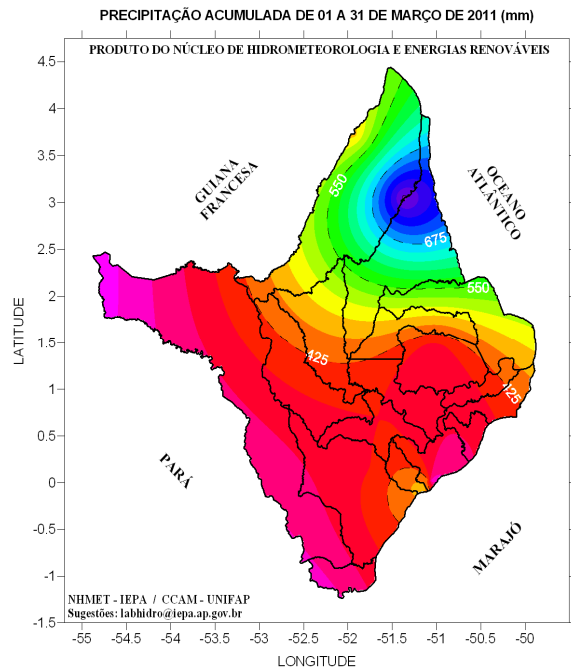 PRECIPITAÇÃO ACUMULADA DE 01 A 31 DE MARÇO DE 2011 (mm)
PRODUTO DO NÚCLEO DE HIDROMETEOROLOGIA E ENERGIAS RENOVÁVEIS
4.5
4
3.5
3
2.5
2
1.5
1
0.5
0
-0.5
-1
-1.5
LATITUDE
GUIANA
FRANCESA
OCEANO
ATLÂNTICO
550
675
550
425
425
PARÁ
MARAJÓ
NHMET - IEPA / CCAM - UNIFAP
Sugestões: labhidro@iepa.ap.gov.br
-55 -54.5 -54 -53.5 -53 -52.5 -52 -51.5 -51 -50.5 -50
LONGITUDE